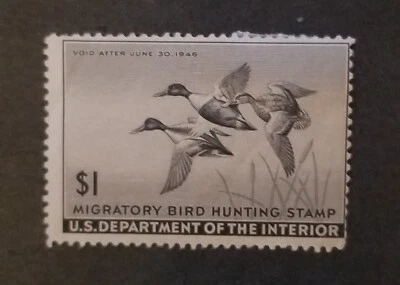 VOID AFTER JUNE 30, 1946
$1
MIGRATORY BIRD HUNTING STAMP
U.S. DEPARTMENT OF THE INTERIOR